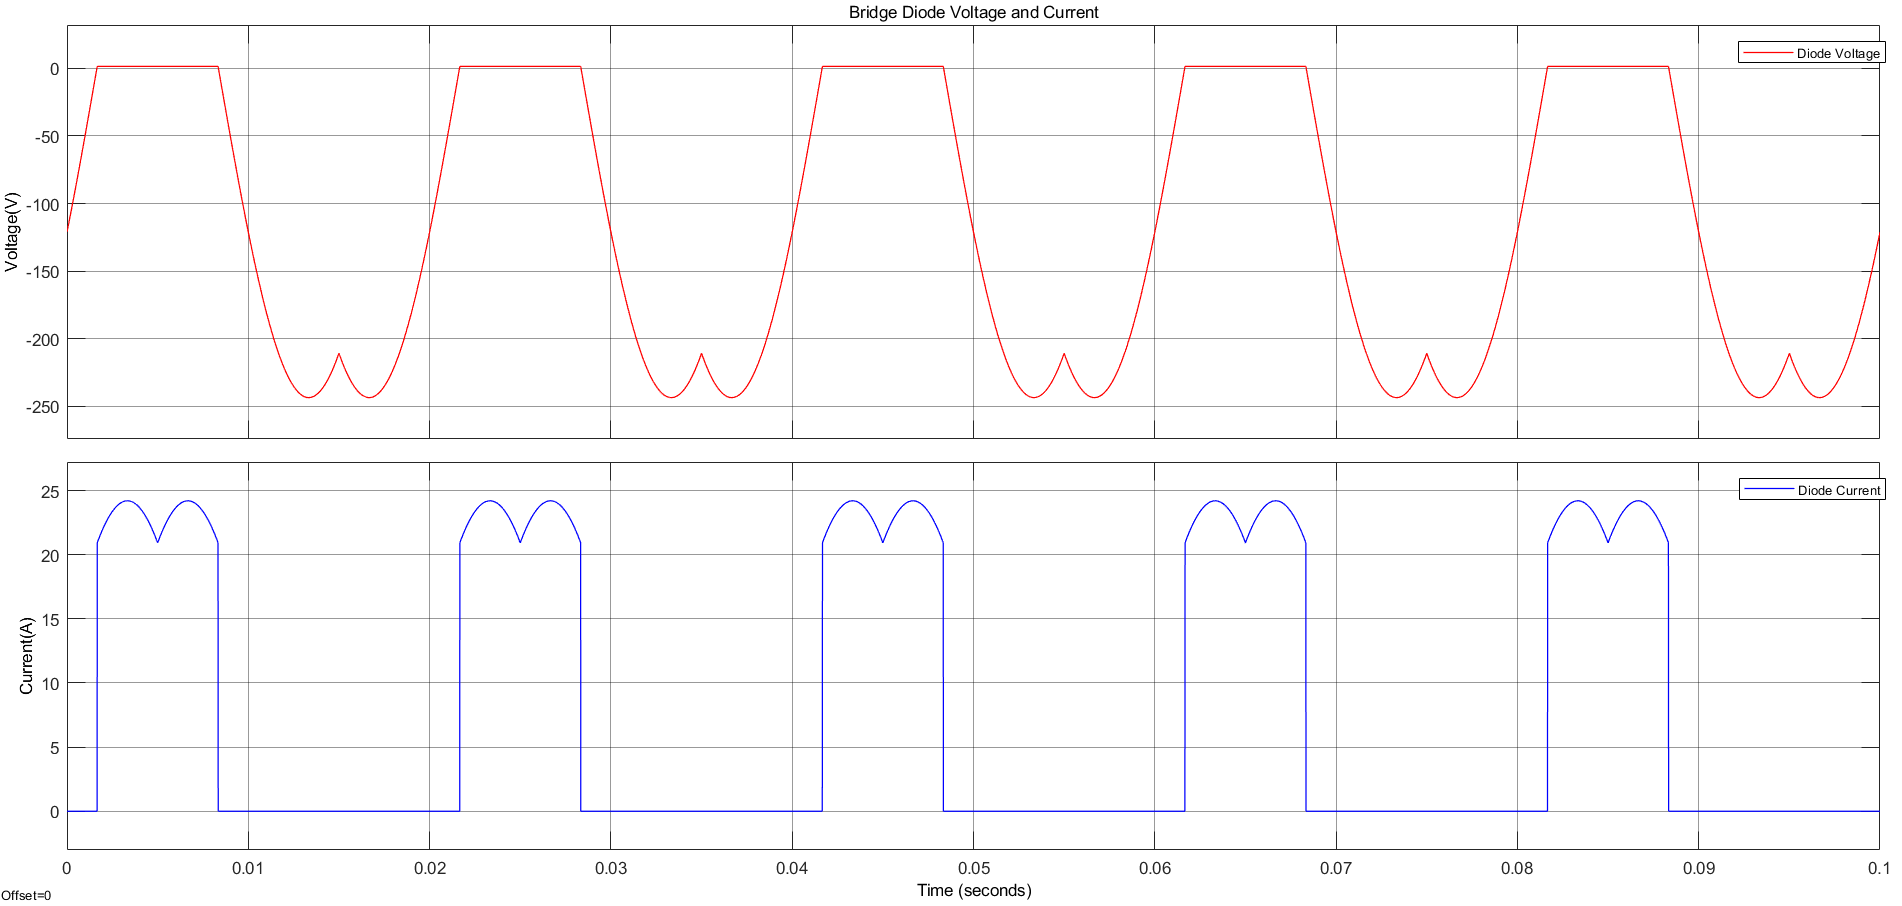 Bridge Diode Voltage and Current
Diode Voltage
0
-50
-100
-150
-200
-250
Voltage(V)
Diode Current
25
20
15
10
5
0
Current(A)
0 0.01 0.02 0.03 0.04 0.05 0.06 0.07 0.08 0.09 0.1
Time (seconds)
Offset=0